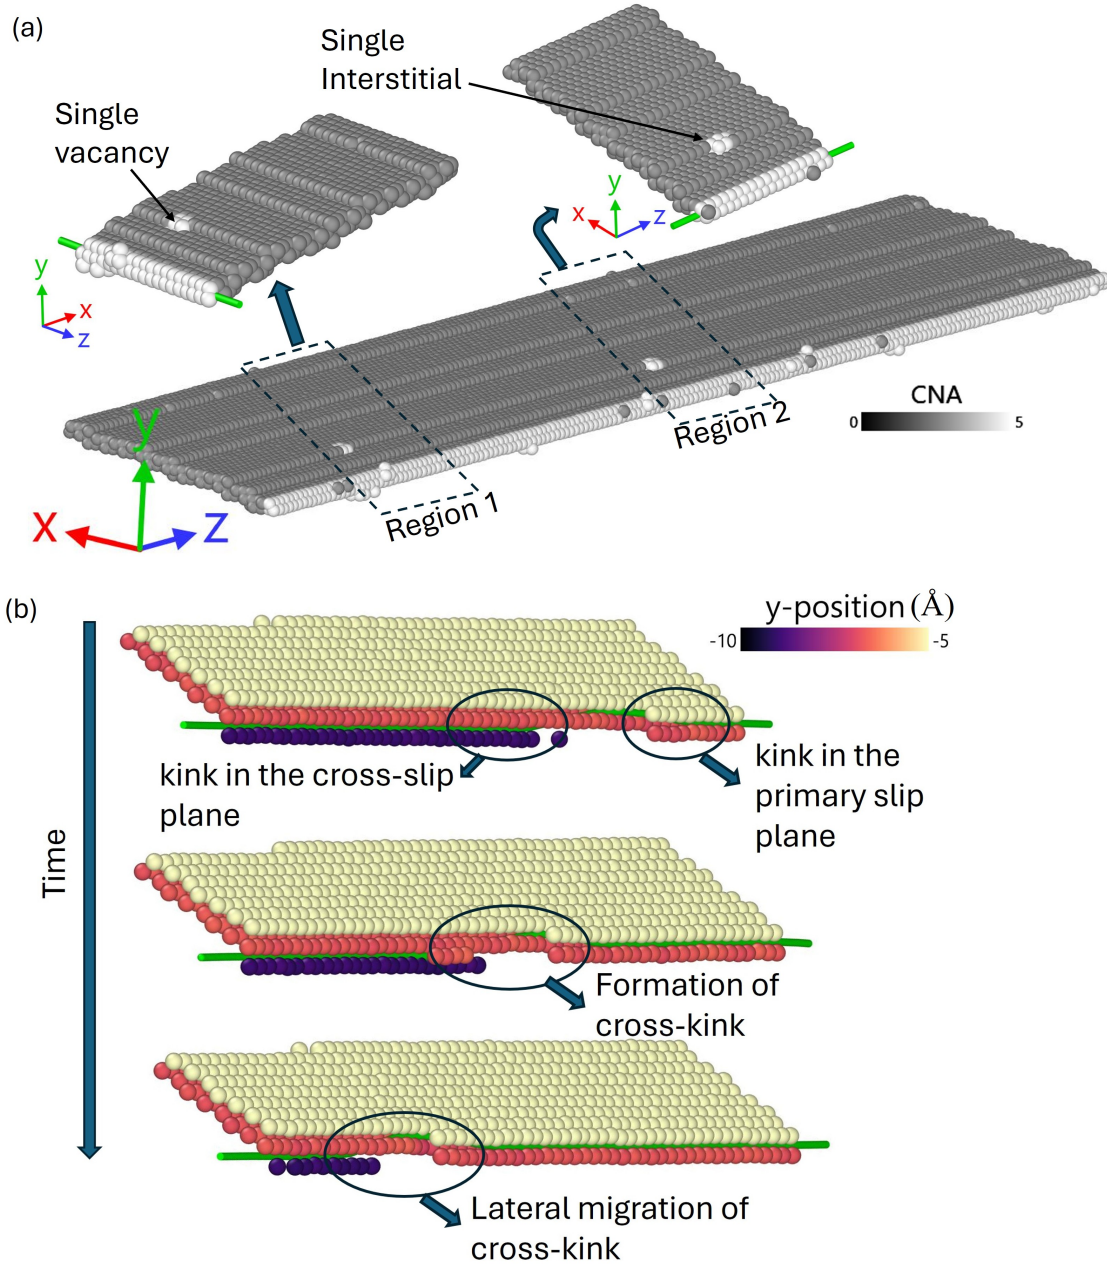 (a)
Single
Interstitial
Single
vacancy
y
x
z
y
x
z
CNA
0
5
Region 2
Region 1
y
X
Z
(b)
y-position (Å)
-10
-5
kink in the cross-slip
plane
kink in the
primary slip
plane
Time
Formation of
cross-kink
Lateral migration of
cross-kink